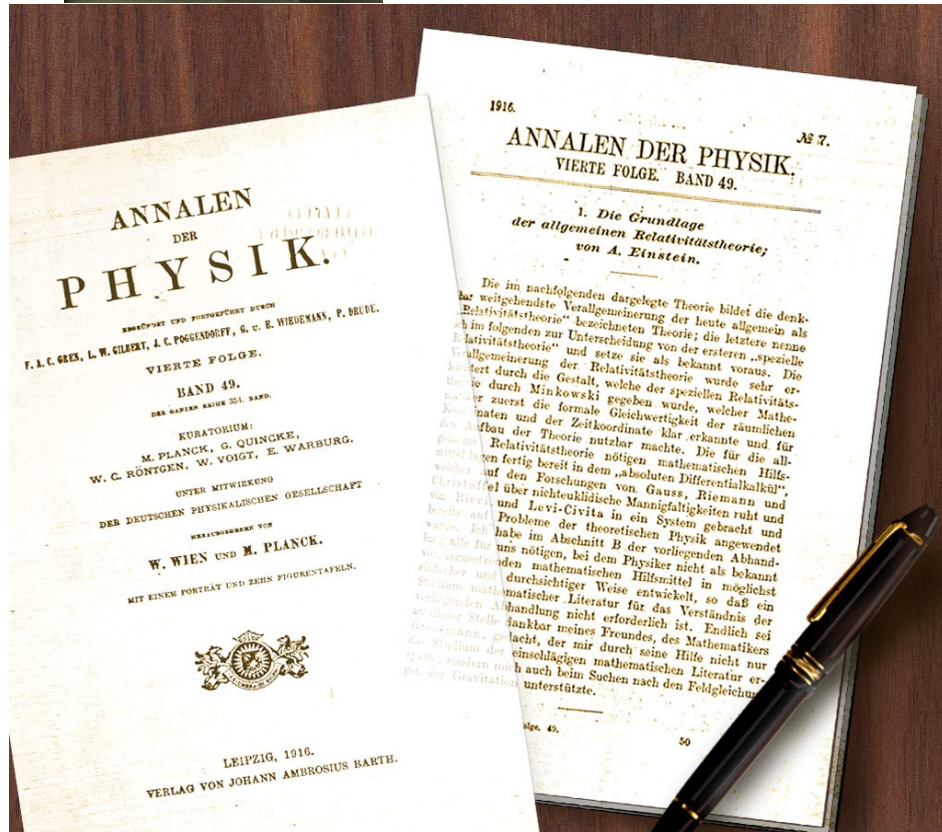 ANNALEN
DER
PHYSIK.
BEGRÜNDET UND FORTGEFÜHRT DURCH
F. A. C. GREN, L. W. GILBERT, J. C. POGGENDORFF, G. u. E. WIEDEMANN, P. DRUDE.
VIERTE FOLGE.
BAND 49.
DER GANZEN REIHE 354. BAND.
KURATORIUM:
M. PLANCK, G. QUINCKE,
W. C. RÖNTGEN, W. VOIGT, E. WARBURG.
UNTER MITWIRKUNG
DER DEUTSCHEN PHYSIKALISCHEN GESELLSCHAFT
HERAUSGEGEBEN VON
W. WIEN UND M. PLANCK.
MIT EINEM PORTRÄT UND ZEHN FIGURENTAFELN.
LEIPZIG, 1916.
VERLAG VON JOHANN AMBROSIUS BARTH.
1916.
№ 7.
ANNALEN DER PHYSIK.
VIERTE FOLGE. BAND 49.
1. Die Grundlage
der allgemeinen Relativitätstheorie;
von A. Einstein.
Die im nachfolgenden dargelegte Theorie bildet die denk-
bar weitgehendste Verallgemeinerung der heute allgemein als
„Relativitätstheorie“ bezeichneten Theorie; die letztere nenne
ich im folgenden zur Unterscheidung von der ersteren „spezielle
Relativitätstheorie“ und setze sie als bekannt voraus. Die
Verallgemeinerung der Relativitätstheorie wurde sehr er-
leichtert durch die Gestalt, welche der speziellen Relativitäts-
theorie durch Minkowski gegeben wurde, welcher Mathe-
matiker zuerst die formale Gleichwertigkeit der räumlichen
Koordinaten und der Zeitkoordinate klar erkannte und für
den Aufbau der Theorie nutzbar machte. Die für die all-
gemeine Relativitätstheorie nötigen mathematischen Hilfs-
mittel lagen fertig bereit in dem „absoluten Differentialkalkül“,
welcher auf den Forschungen von Gauss, Riemann und
Christoffel über nichteuklidische Mannigfaltigkeiten ruht und
von Ricci und Levi-Civita in ein System gebracht und
bereits auf Probleme der theoretischen Physik angewendet
wurde. Ich habe im Abschnitt B der vorliegenden Abhand-
lung alle für uns nötigen, bei dem Physiker nicht als bekannt
vorauszusetzenden mathematischen Hilfsmittel in möglichst
einfacher und durchsichtiger Weise entwickelt, so daß ein
Studium mathematischer Literatur für das Verständnis der
vorliegenden Abhandlung nicht erforderlich ist. Endlich sei
an dieser Stelle dankbar meines Freundes, des Mathematikers
Grossmann, gedacht, der mir durch seine Hilfe nicht nur
das Studium der einschlägigen mathematischen Literatur er-
sparte, sondern mich auch beim Suchen nach den Feldgleichun
gen der Gravitation unterstützte.
olge. 49.
50